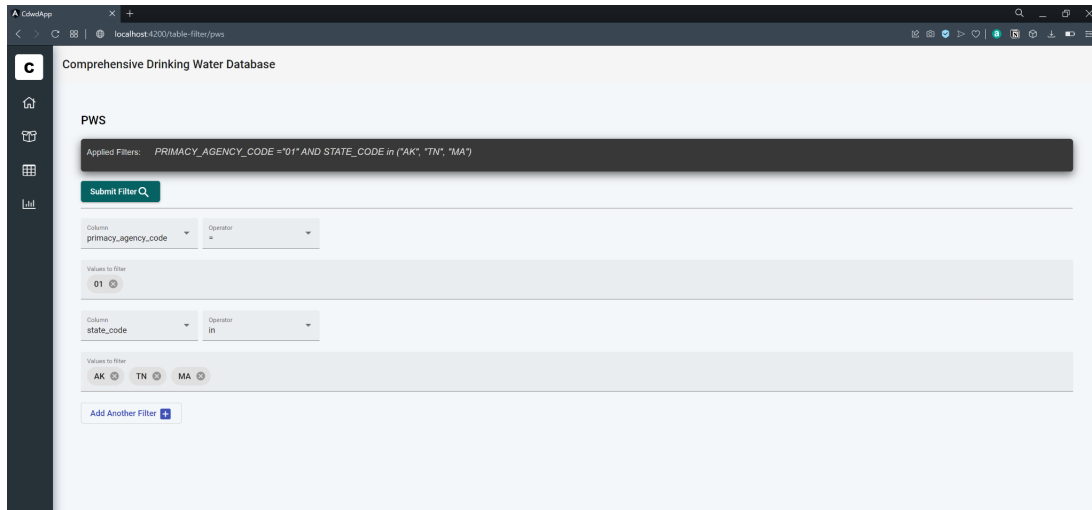 CdwdApp
localhost:4200/table-filter/pws
C
Comprehensive Drinking Water Database
PWS
Applied Filters: PRIMACY_AGENCY_CODE ="01" AND STATE_CODE in ("AK", "TN", "MA")
Submit Filter
Column Operator
primacy_agency_code =
Values to filter
01
Column Operator
state_code in
Values to filter
AK TN MA
Add Another Filter